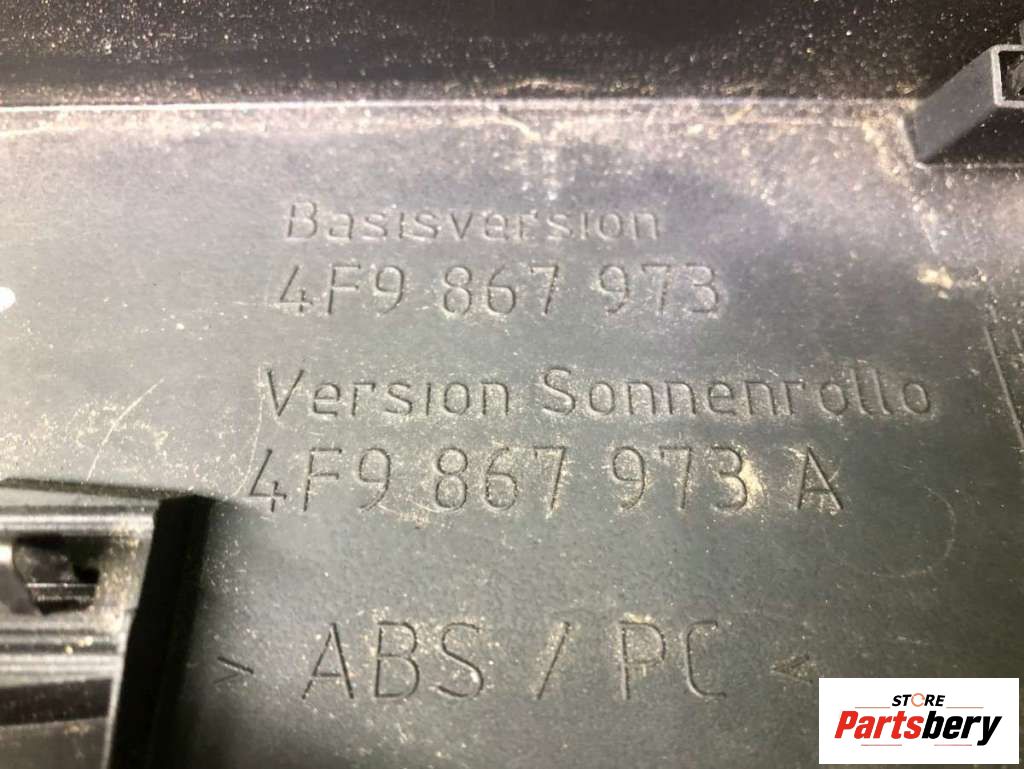 Basisversion
4F9 867 973
Version Sonnenrollo
4F9 867 973 A
> ABS / PC <
STORE
Partsbery